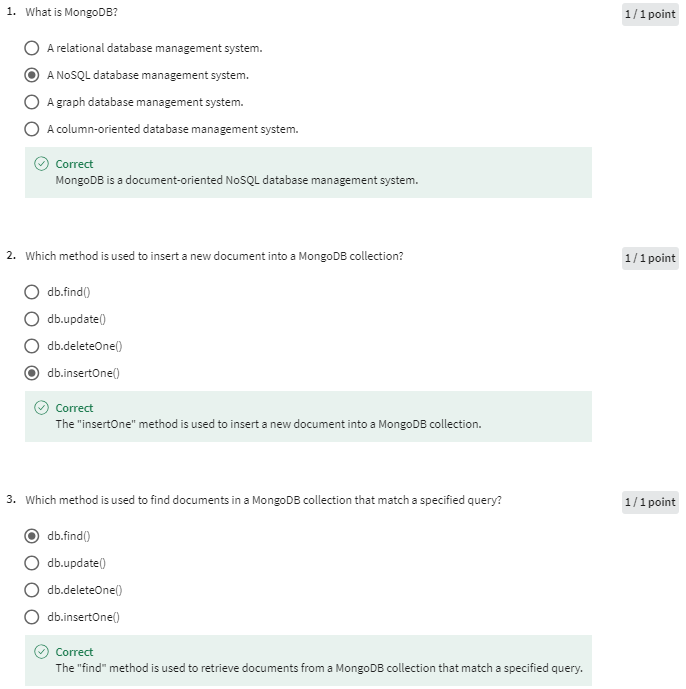 1. What is MongoDB?
1 / 1 point
A relational database management system.
A NoSQL database management system.
A graph database management system.
A column-oriented database management system.
Correct
MongoDB is a document-oriented NoSQL database management system.
2. Which method is used to insert a new document into a MongoDB collection?
1 / 1 point
db.find()
db.update()
db.deleteOne()
db.insertOne()
Correct
The "insertOne" method is used to insert a new document into a MongoDB collection.
3. Which method is used to find documents in a MongoDB collection that match a specified query?
1 / 1 point
db.find()
db.update()
db.deleteOne()
db.insertOne()
Correct
The "find" method is used to retrieve documents from a MongoDB collection that match a specified query.